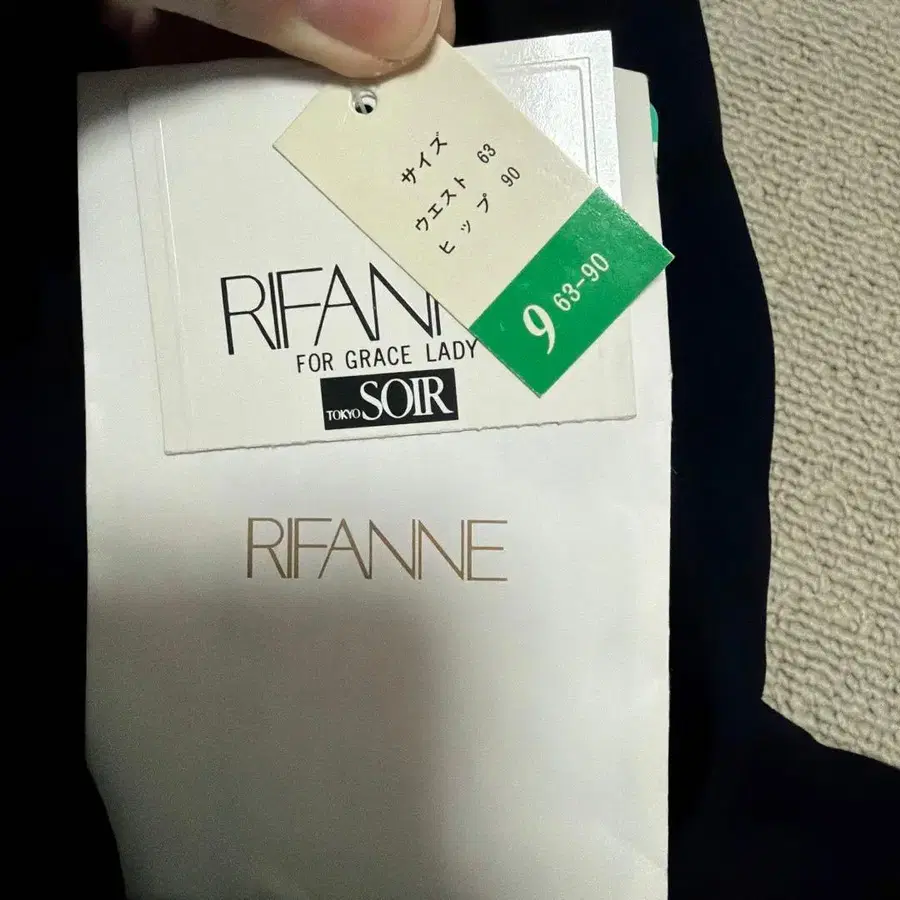 サイズ
ウエスト 63
ヒップ 90
9 63-90
RIFANN
FOR GRACE LADY
TOKYO SOIR
RIFANNE